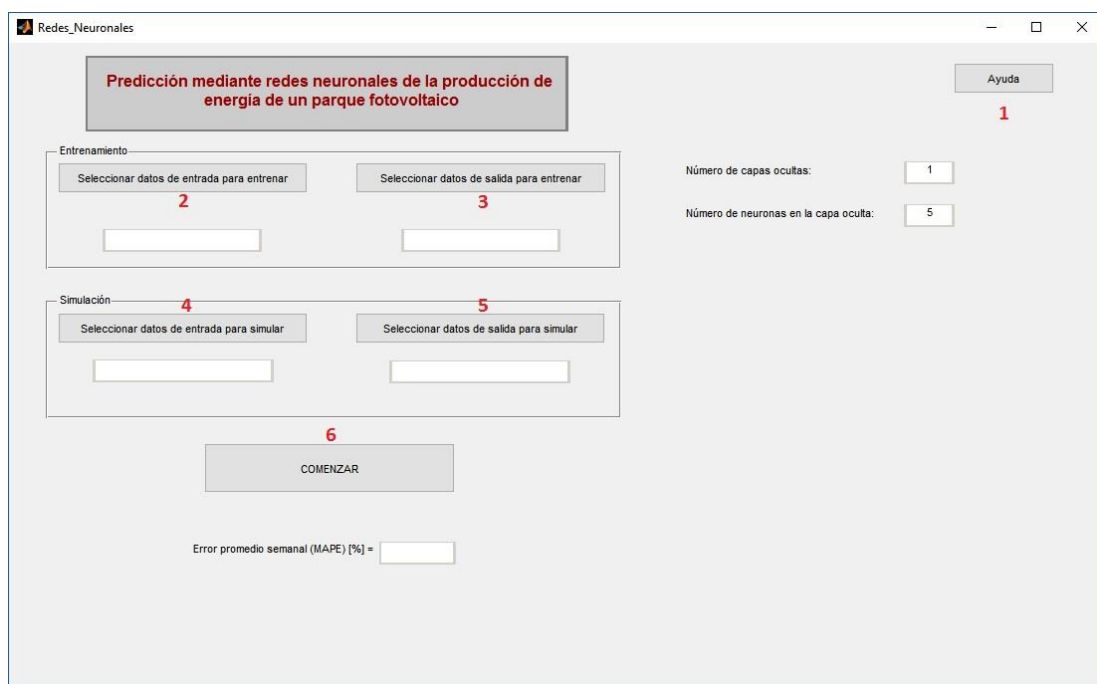 Redes_Neuronales
Predicción mediante redes neuronales de la producción de
energía de un parque fotovoltaico
Ayuda
1
Entrenamiento
Seleccionar datos de entrada para entrenar
Seleccionar datos de salida para entrenar
2
3
Número de capas ocultas:
1
Número de neuronas en la capa oculta:
5
Simulación
4
5
Seleccionar datos de entrada para simular
Seleccionar datos de salida para simular
6
COMENZAR
Error promedio semanal (MAPE) [%] =